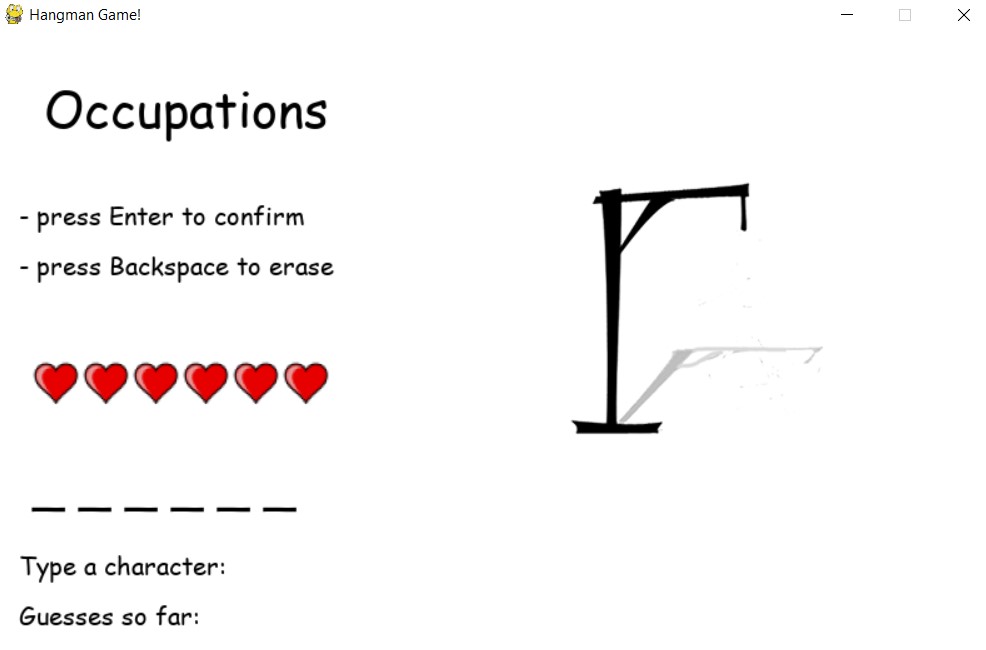 Hangman Game!
Occupations
- press Enter to confirm
- press Backspace to erase
_ _ _ _ _ _
Type a character:
Guesses so far: